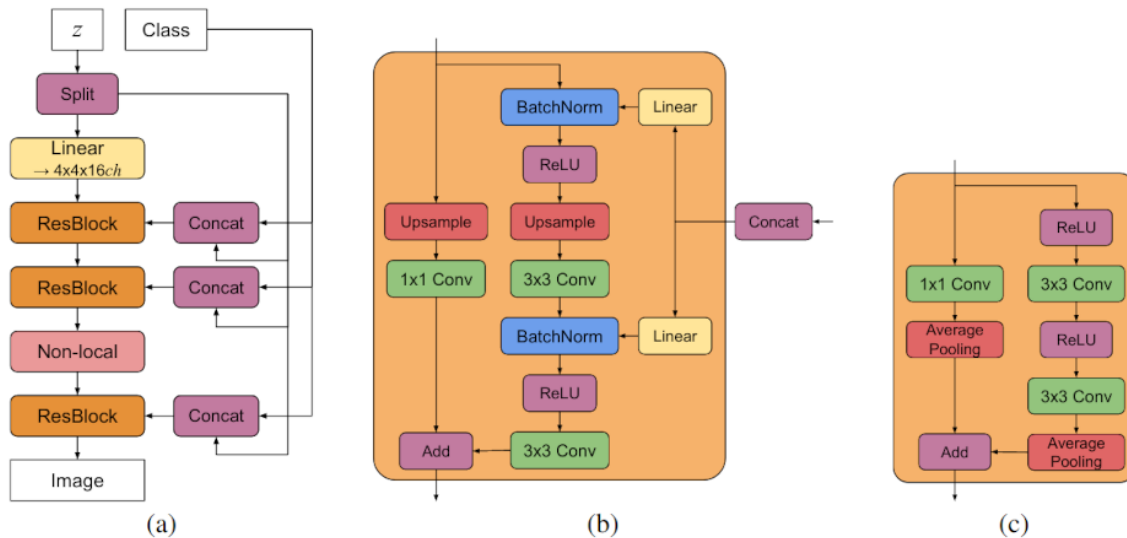 z
Class
Split
Linear
→ 4x4x16ch
ResBlock
Concat
ResBlock
Concat
Non-local
ResBlock
Concat
Image
(a)
BatchNorm
Linear
ReLU
Upsample
Upsample
Concat
1x1 Conv
3x3 Conv
BatchNorm
Linear
ReLU
Add
3x3 Conv
(b)
ReLU
1x1 Conv
3x3 Conv
Average
Pooling
ReLU
3x3 Conv
Add
Average
Pooling
(c)